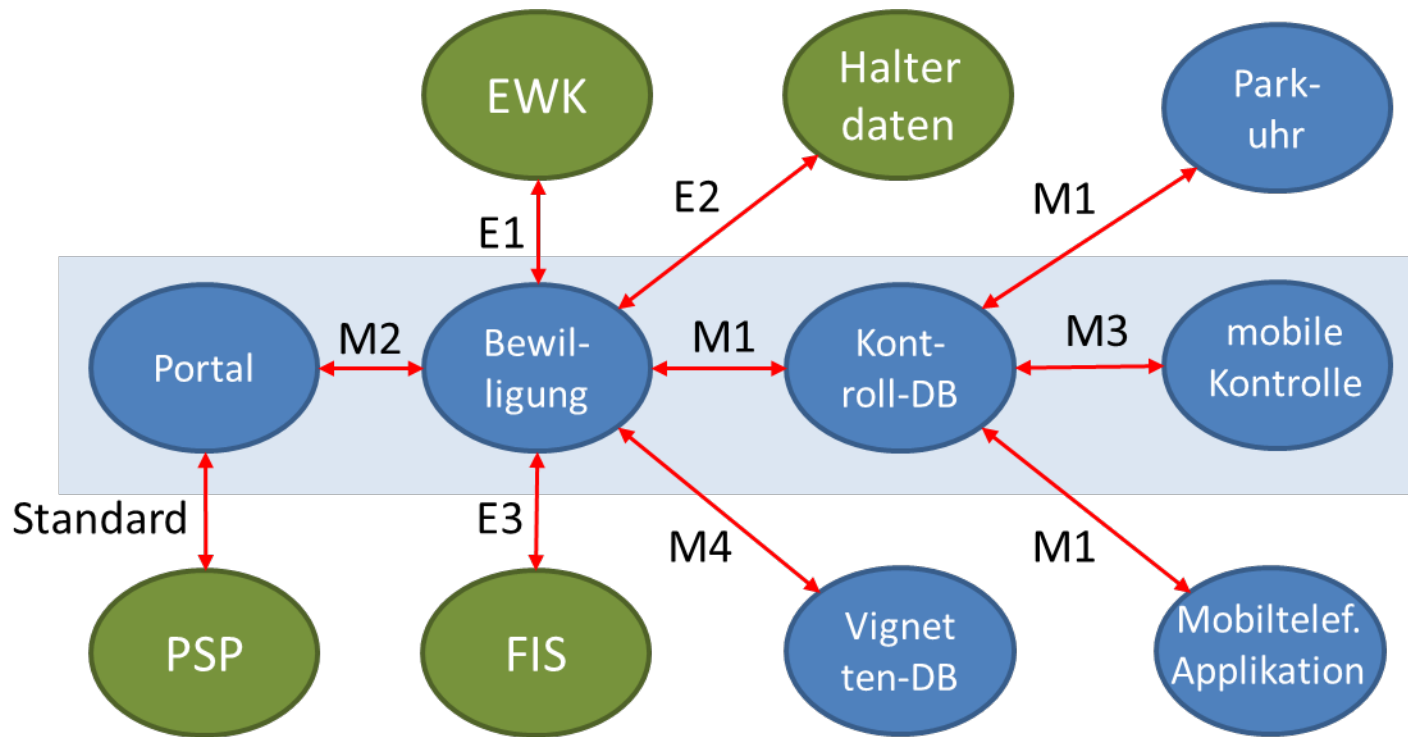 EWK
Halter
daten
Park-
uhr
E1
E2
M1
Portal
M2
Bewil-
ligung
M1
Kont-
roll-DB
M3
mobile
Kontrolle
Standard
E3
M4
M1
PSP
FIS
Vignet
ten-DB
Mobiltelef.
Applikation